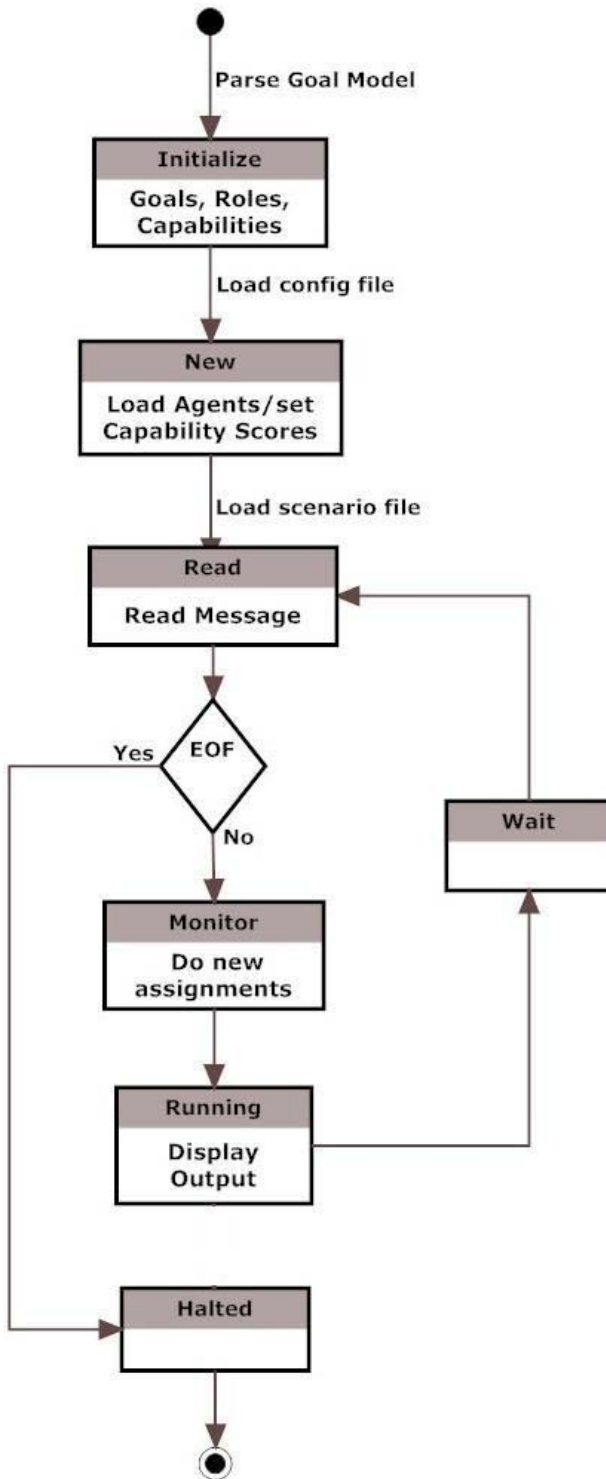 Parse Goal Model
Initialize
Goals, Roles,
Capabilities
Load config file
New
Load Agents/set
Capability Scores
Load scenario file
Read
Read Message
Yes
EOF
No
Wait
Monitor
Do new
assignments
Running
Display
Output
Halted